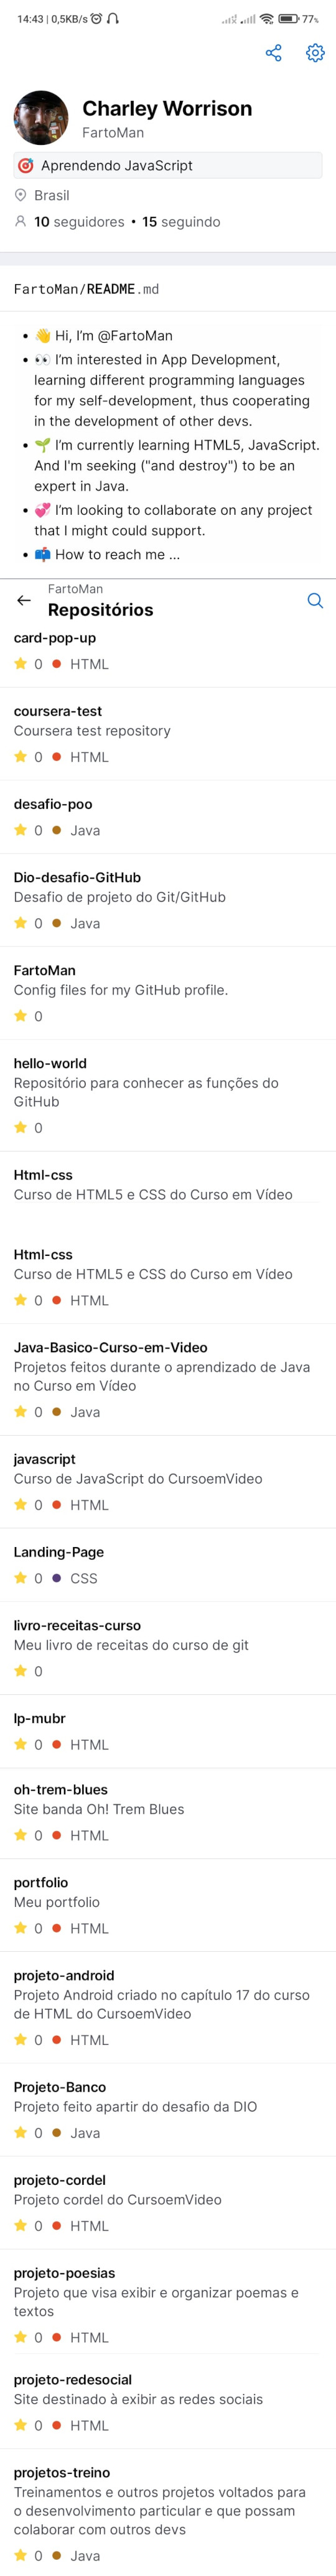 14:43 | 0,5KB/s
77%
Charley Worrison
FartoMan
🎯 Aprendendo JavaScript
Brasil
10 seguidores • 15 seguindo
FartoMan/README.md
• 👋 Hi, I’m @FartoMan
• 👀 I’m interested in App Development,
learning different programming languages
for my self-development, thus cooperating
in the development of other devs.
• 🌱 I’m currently learning HTML5, JavaScript.
And I'm seeking ("and destroy") to be an
expert in Java.
• 💞️ I’m looking to collaborate on any project
that I might could support.
• 📫 How to reach me ...
FartoMan
Repositórios
card-pop-up
0 HTML
coursera-test
Coursera test repository
0 HTML
desafio-poo
0 Java
Dio-desafio-GitHub
Desafio de projeto do Git/GitHub
0 Java
FartoMan
Config files for my GitHub profile.
0
hello-world
Repositório para conhecer as funções do
GitHub
0
Html-css
Curso de HTML5 e CSS do Curso em Vídeo
Html-css
Curso de HTML5 e CSS do Curso em Vídeo
0 HTML
Java-Basico-Curso-em-Video
Projetos feitos durante o aprendizado de Java
no Curso em Vídeo
0 Java
javascript
Curso de JavaScript do CursoemVideo
0 HTML
Landing-Page
0 CSS
livro-receitas-curso
Meu livro de receitas do curso de git
0
lp-mubr
0 HTML
oh-trem-blues
Site banda Oh! Trem Blues
0 HTML
portfolio
Meu portfolio
0 HTML
projeto-android
Projeto Android criado no capítulo 17 do curso
de HTML do CursoemVideo
0 HTML
Projeto-Banco
Projeto feito apartir do desafio da DIO
0 Java
projeto-cordel
Projeto cordel do CursoemVideo
0 HTML
projeto-poesias
Projeto que visa exibir e organizar poemas e
textos
0 HTML
projeto-redesocial
Site destinado à exibir as redes sociais
0 HTML
projetos-treino
Treinamentos e outros projetos voltados para
o desenvolvimento particular e que possam
colaborar com outros devs
0 Java